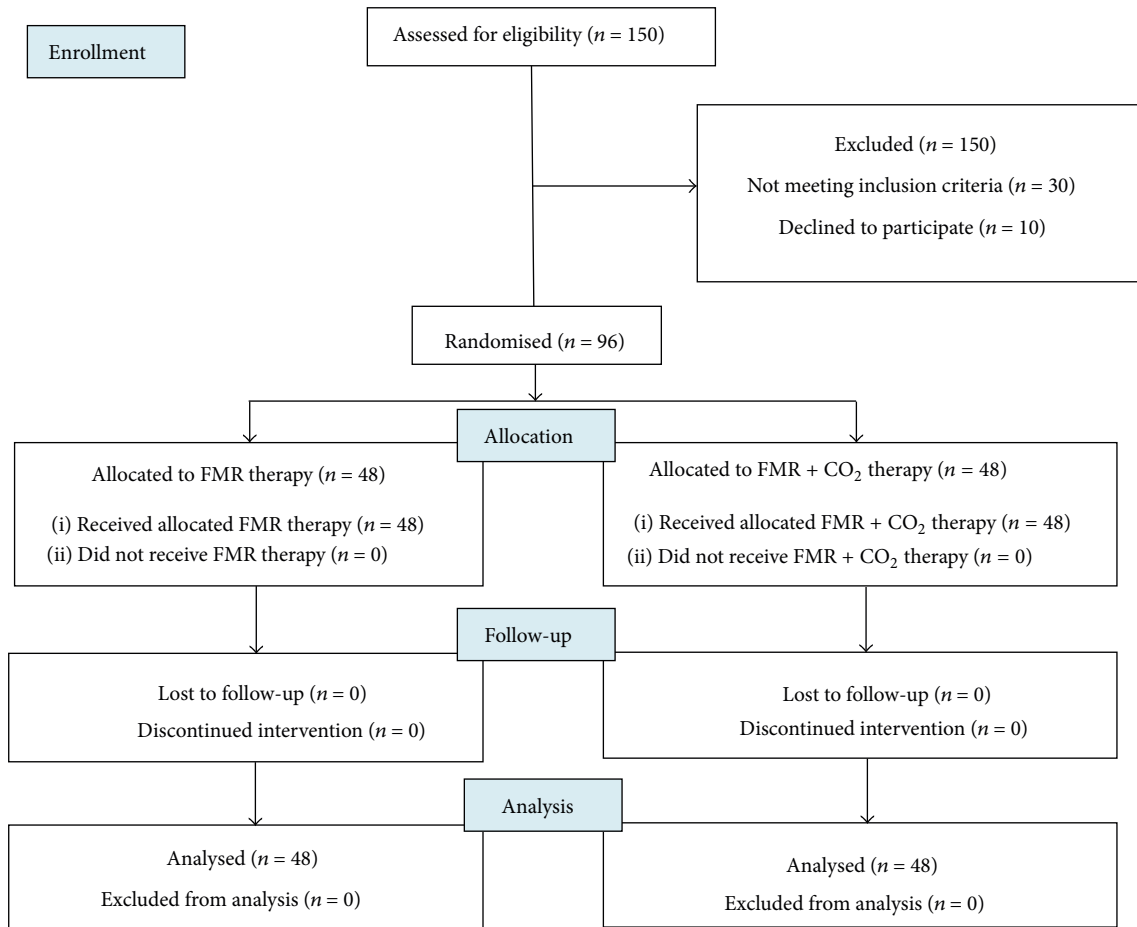 Enrollment
Assessed for eligibility (n = 150)
Excluded (n = 150)
Not meeting inclusion criteria (n = 30)
Declined to participate (n = 10)
Randomised (n = 96)
Allocation
Allocated to FMR therapy (n = 48)
(i) Received allocated FMR therapy (n = 48)
(ii) Did not receive FMR therapy (n = 0)
Allocated to FMR + CO₂ therapy (n = 48)
(i) Received allocated FMR + CO₂ therapy (n = 48)
(ii) Did not receive FMR + CO₂ therapy (n = 0)
Follow-up
Lost to follow-up (n = 0)
Discontinued intervention (n = 0)
Lost to follow-up (n = 0)
Discontinued intervention (n = 0)
Analysis
Analysed (n = 48)
Excluded from analysis (n = 0)
Analysed (n = 48)
Excluded from analysis (n = 0)